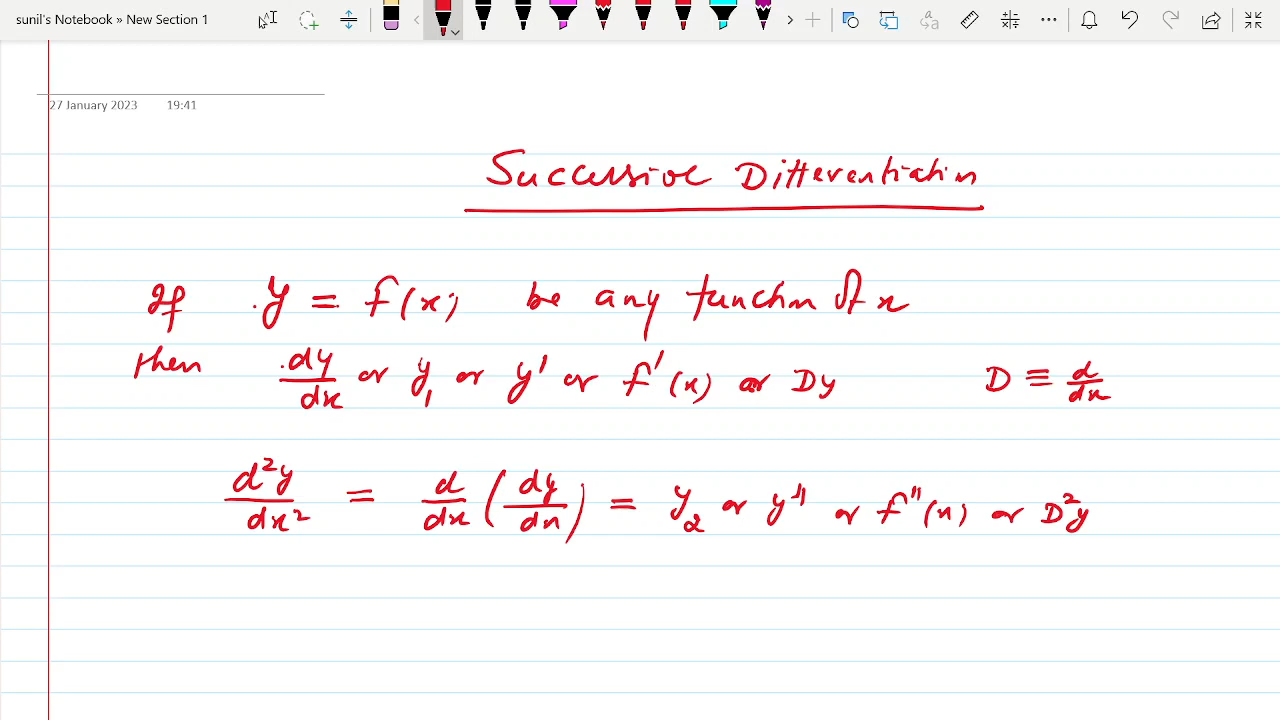 sunil's Notebook » New Section 1
27 January 2023 19:41
Successive Differentiation
If y = f(x), be any function of x
then dy/dx or y₁ or y' or f'(x) or Dy D ≡ d/dx
d²y/dx² = d/dx (dy/dx) = y₂ or y'' or f''(x) or D²y